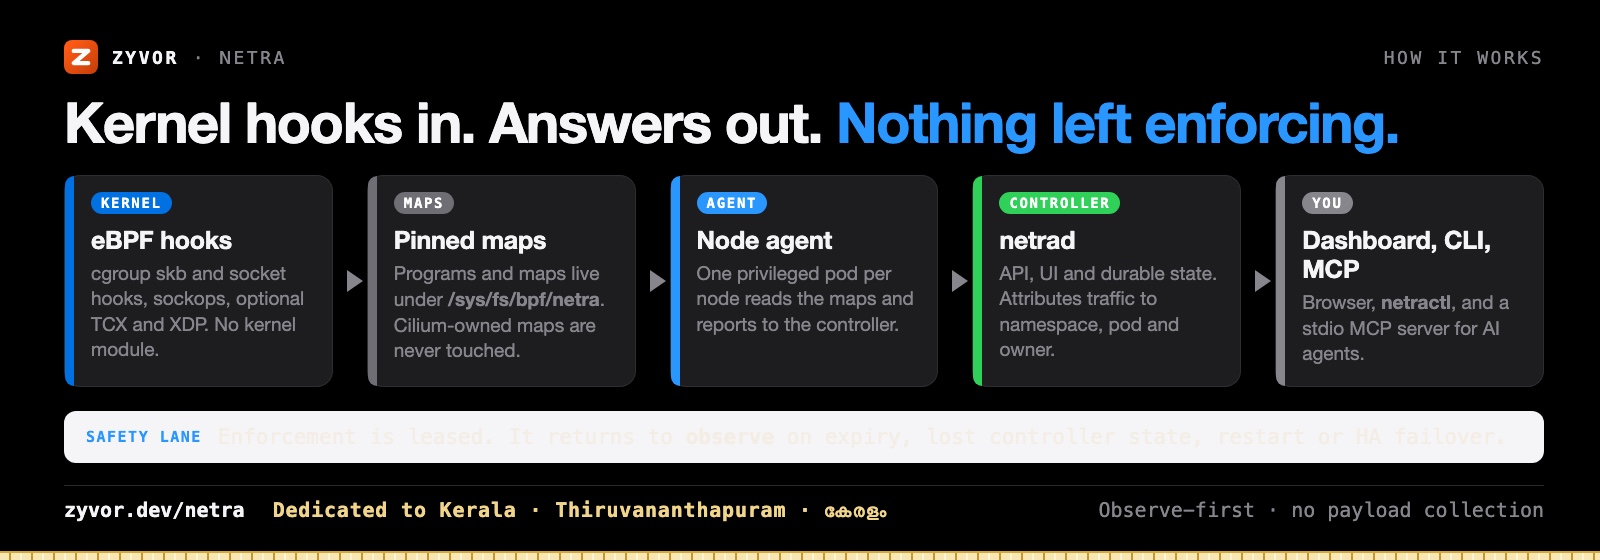 ZYVOR · NETRA
HOW IT WORKS
Kernel hooks in. Answers out. Nothing left enforcing.
KERNEL
eBPF hooks
cgroup skb and socket
hooks, sockops, optional
TCX and XDP. No kernel
module.
MAPS
Pinned maps
Programs and maps live
under /sys/fs/bpf/netra.
Cilium-owned maps are
never touched.
AGENT
Node agent
One privileged pod per
node reads the maps and
reports to the controller.
CONTROLLER
netrad
API, UI and durable state.
Attributes traffic to
namespace, pod and
owner.
YOU
Dashboard, CLI,
MCP
Browser, netractl, and a
stdio MCP server for AI
agents.
SAFETY LANE Enforcement is leased. It returns to observe on expiry, lost controller state, restart or HA failover.
zyvor.dev/netra Dedicated to Kerala · Thiruvananthapuram · കേരളം
Observe-first · no payload collection